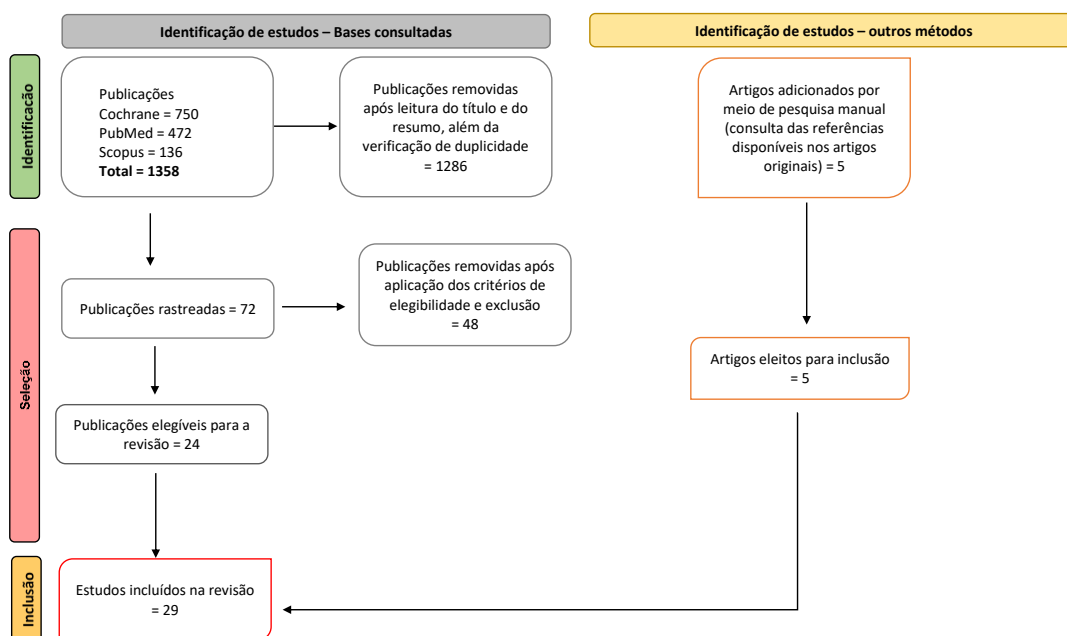 Identificação de estudos – Bases consultadas
Identificação de estudos – outros métodos
Identificação
Publicações
Cochrane = 750
PubMed = 472
Scopus = 136
Total = 1358
Publicações removidas
após leitura do título e do
resumo, além da
verificação de duplicidade
= 1286
Artigos adicionados por
meio de pesquisa manual
(consulta das referências
disponíveis nos artigos
originais) = 5
Seleção
Publicações rastreadas = 72
Publicações removidas após
aplicação dos critérios de
elegibilidade e exclusão
= 48
Artigos eleitos para inclusão
= 5
Publicações elegíveis para a
revisão = 24
Inclusão
Estudos incluídos na revisão
= 29